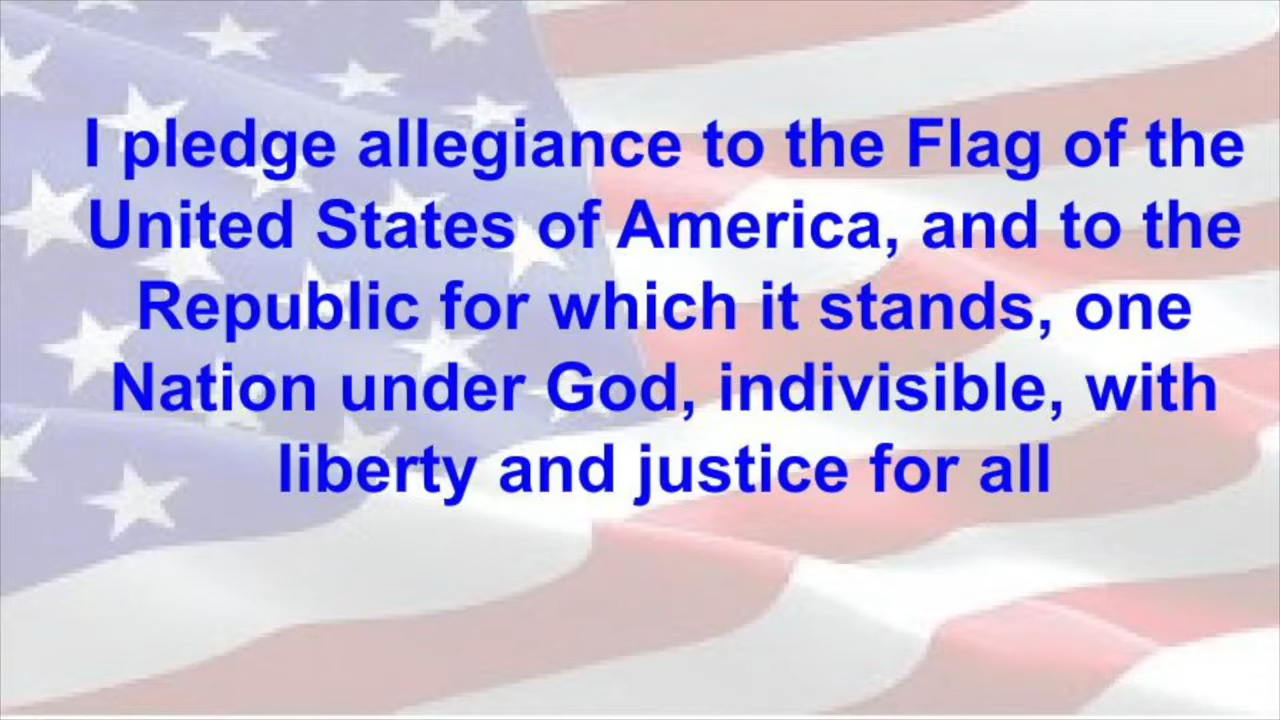 I pledge allegiance to the Flag of the
United States of America, and to the
Republic for which it stands, one
Nation under God, indivisible, with
liberty and justice for all